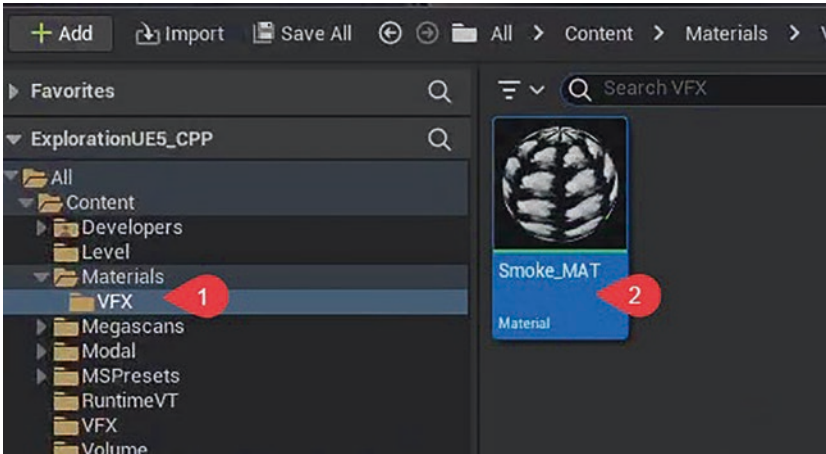 + Add Import Save All All > Content > Materials >
Favorites
Search VFX
ExplorationUE5_CPP
All
Content
Developers
Level
Materials
VFX
1
Megascans
Modal
MSPresets
RuntimeVT
VFX
Volume
Smoke_MAT
2
Material